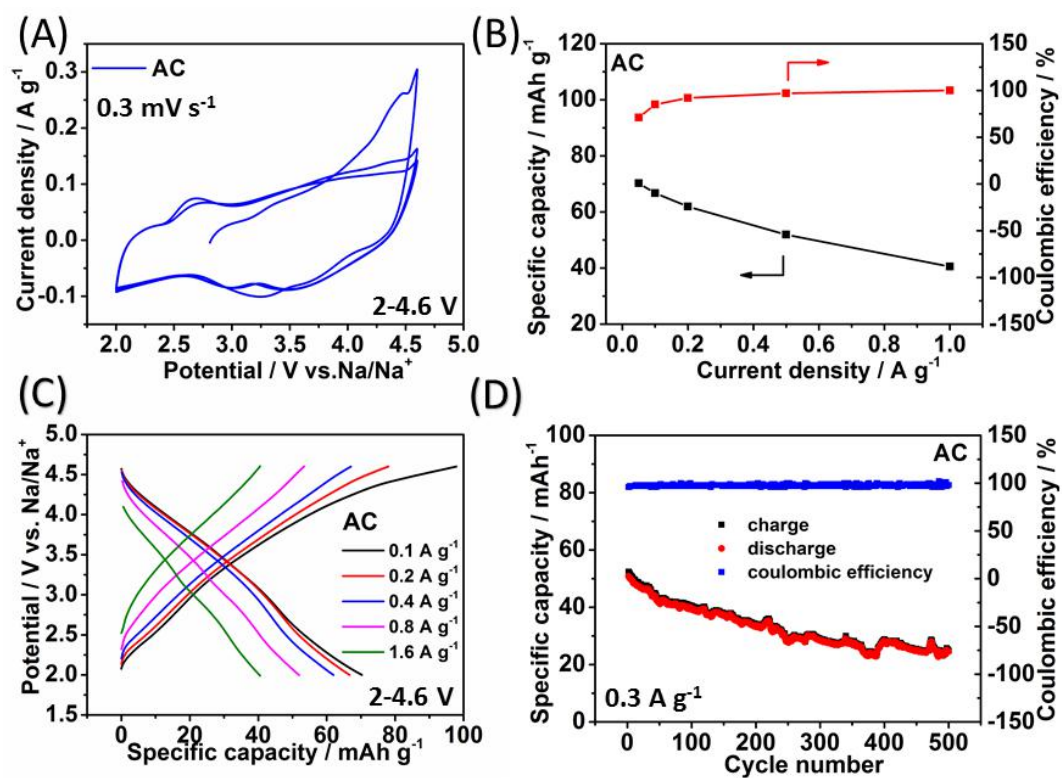 (A)
AC
0.3 mV s⁻¹
Current density / A g⁻¹
0.3
0.2
0.1
0.0
-0.1
2.0 2.5 3.0 3.5 4.0 4.5 5.0
2-4.6 V
Potential / V vs.Na/Na⁺
(B)
AC
Specific capacity / mAh g⁻¹
120
100
80
60
40
20
Coulombic efficiency / %
150
100
50
0
-50
-100
-150
0.0 0.2 0.4 0.6 0.8 1.0
Current density / A g⁻¹
(C)
Potential / V vs. Na/Na⁺
5.0
4.5
4.0
3.5
3.0
2.5
2.0
1.5
AC
0.1 A g⁻¹
0.2 A g⁻¹
0.4 A g⁻¹
0.8 A g⁻¹
1.6 A g⁻¹
2-4.6 V
0 20 40 60 80 100
Specific capacity / mAh g⁻¹
(D)
AC
Specific capacity / mAh⁻¹
100
80
60
40
20
0
charge
discharge
coulombic efficiency
0.3 A g⁻¹
Coulombic efficiency / %
150
100
50
0
-50
-100
-150
0 100 200 300 400 500
Cycle number